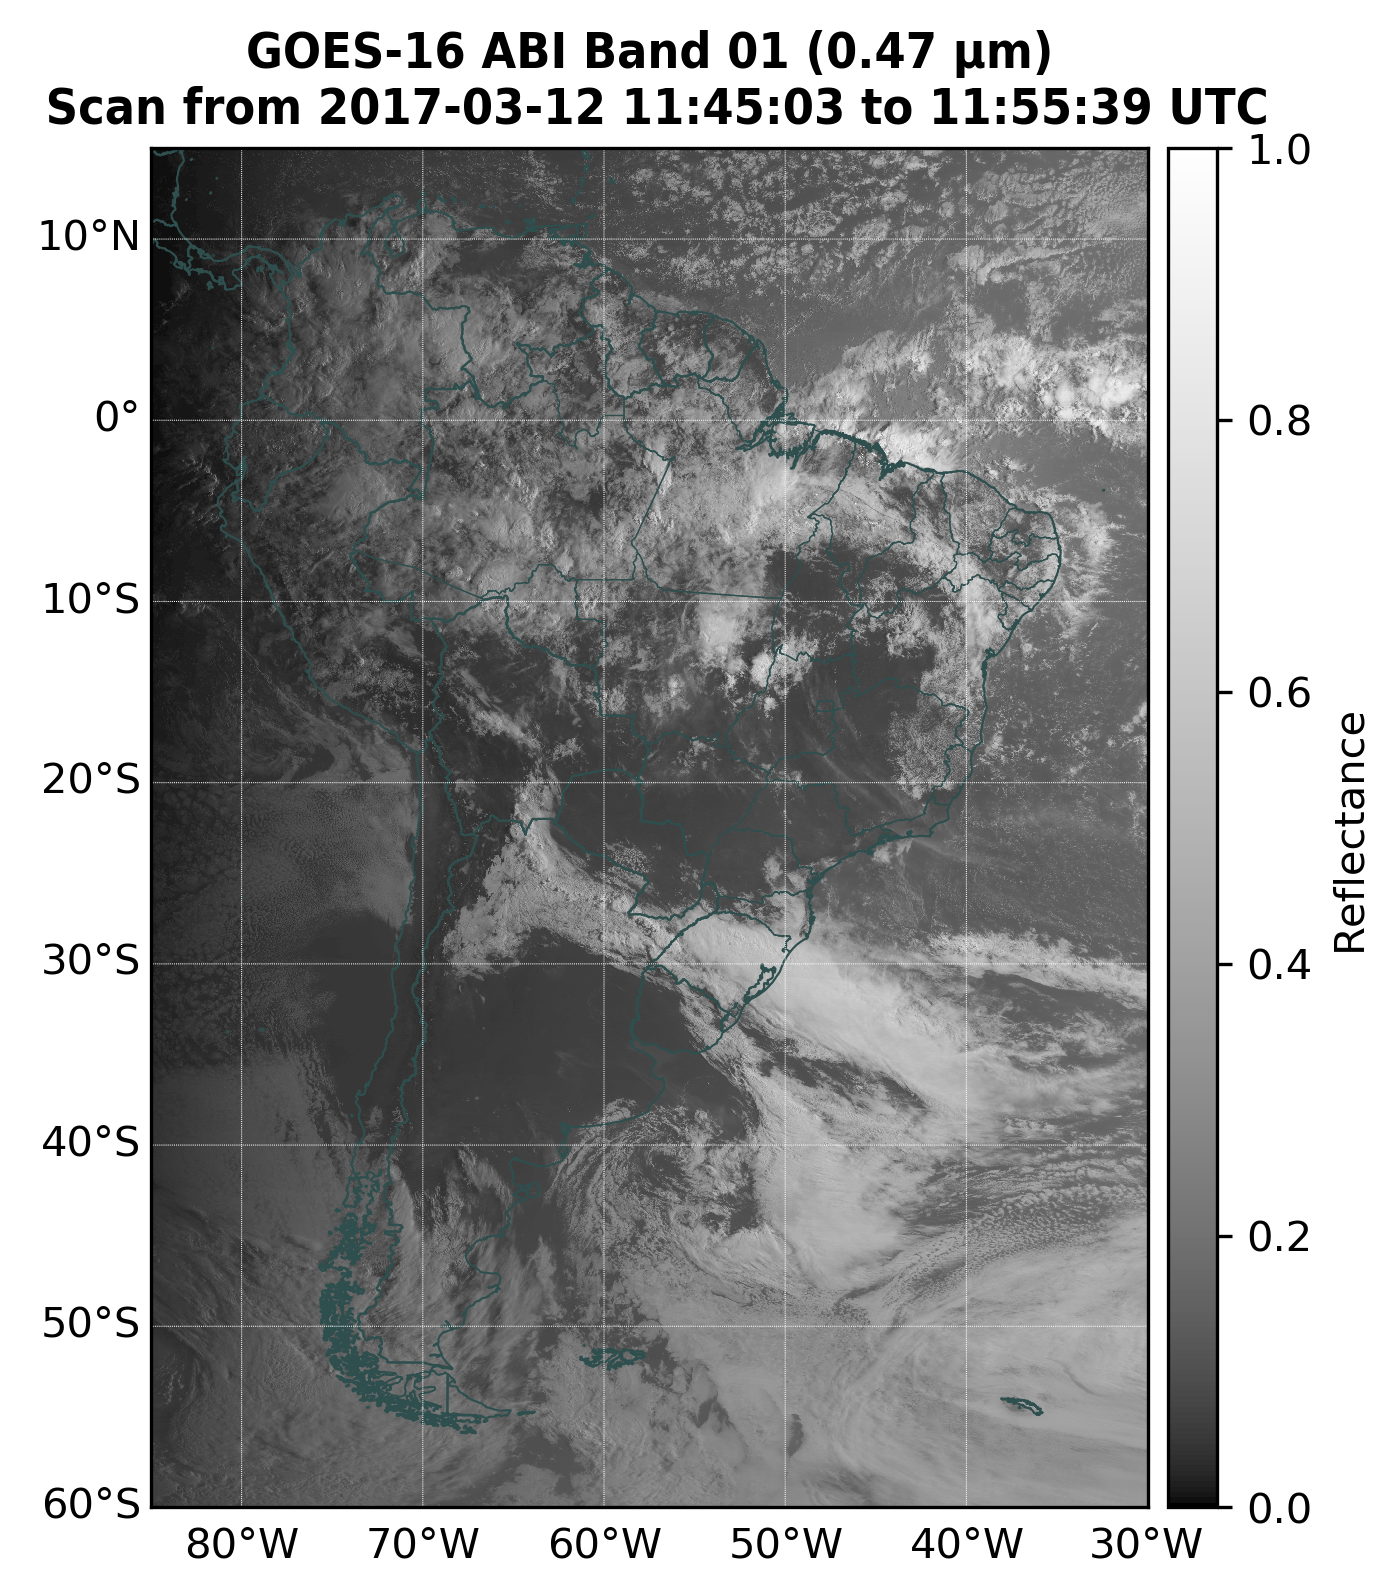 GOES-16 ABI Band 01 (0.47 µm)
Scan from 2017-03-12 11:45:03 to 11:55:39 UTC
10°N
0°
10°S
20°S
30°S
40°S
50°S
60°S
80°W
70°W
60°W
50°W
40°W
30°W
1.0
0.8
0.6
0.4
0.2
0.0
Reflectance